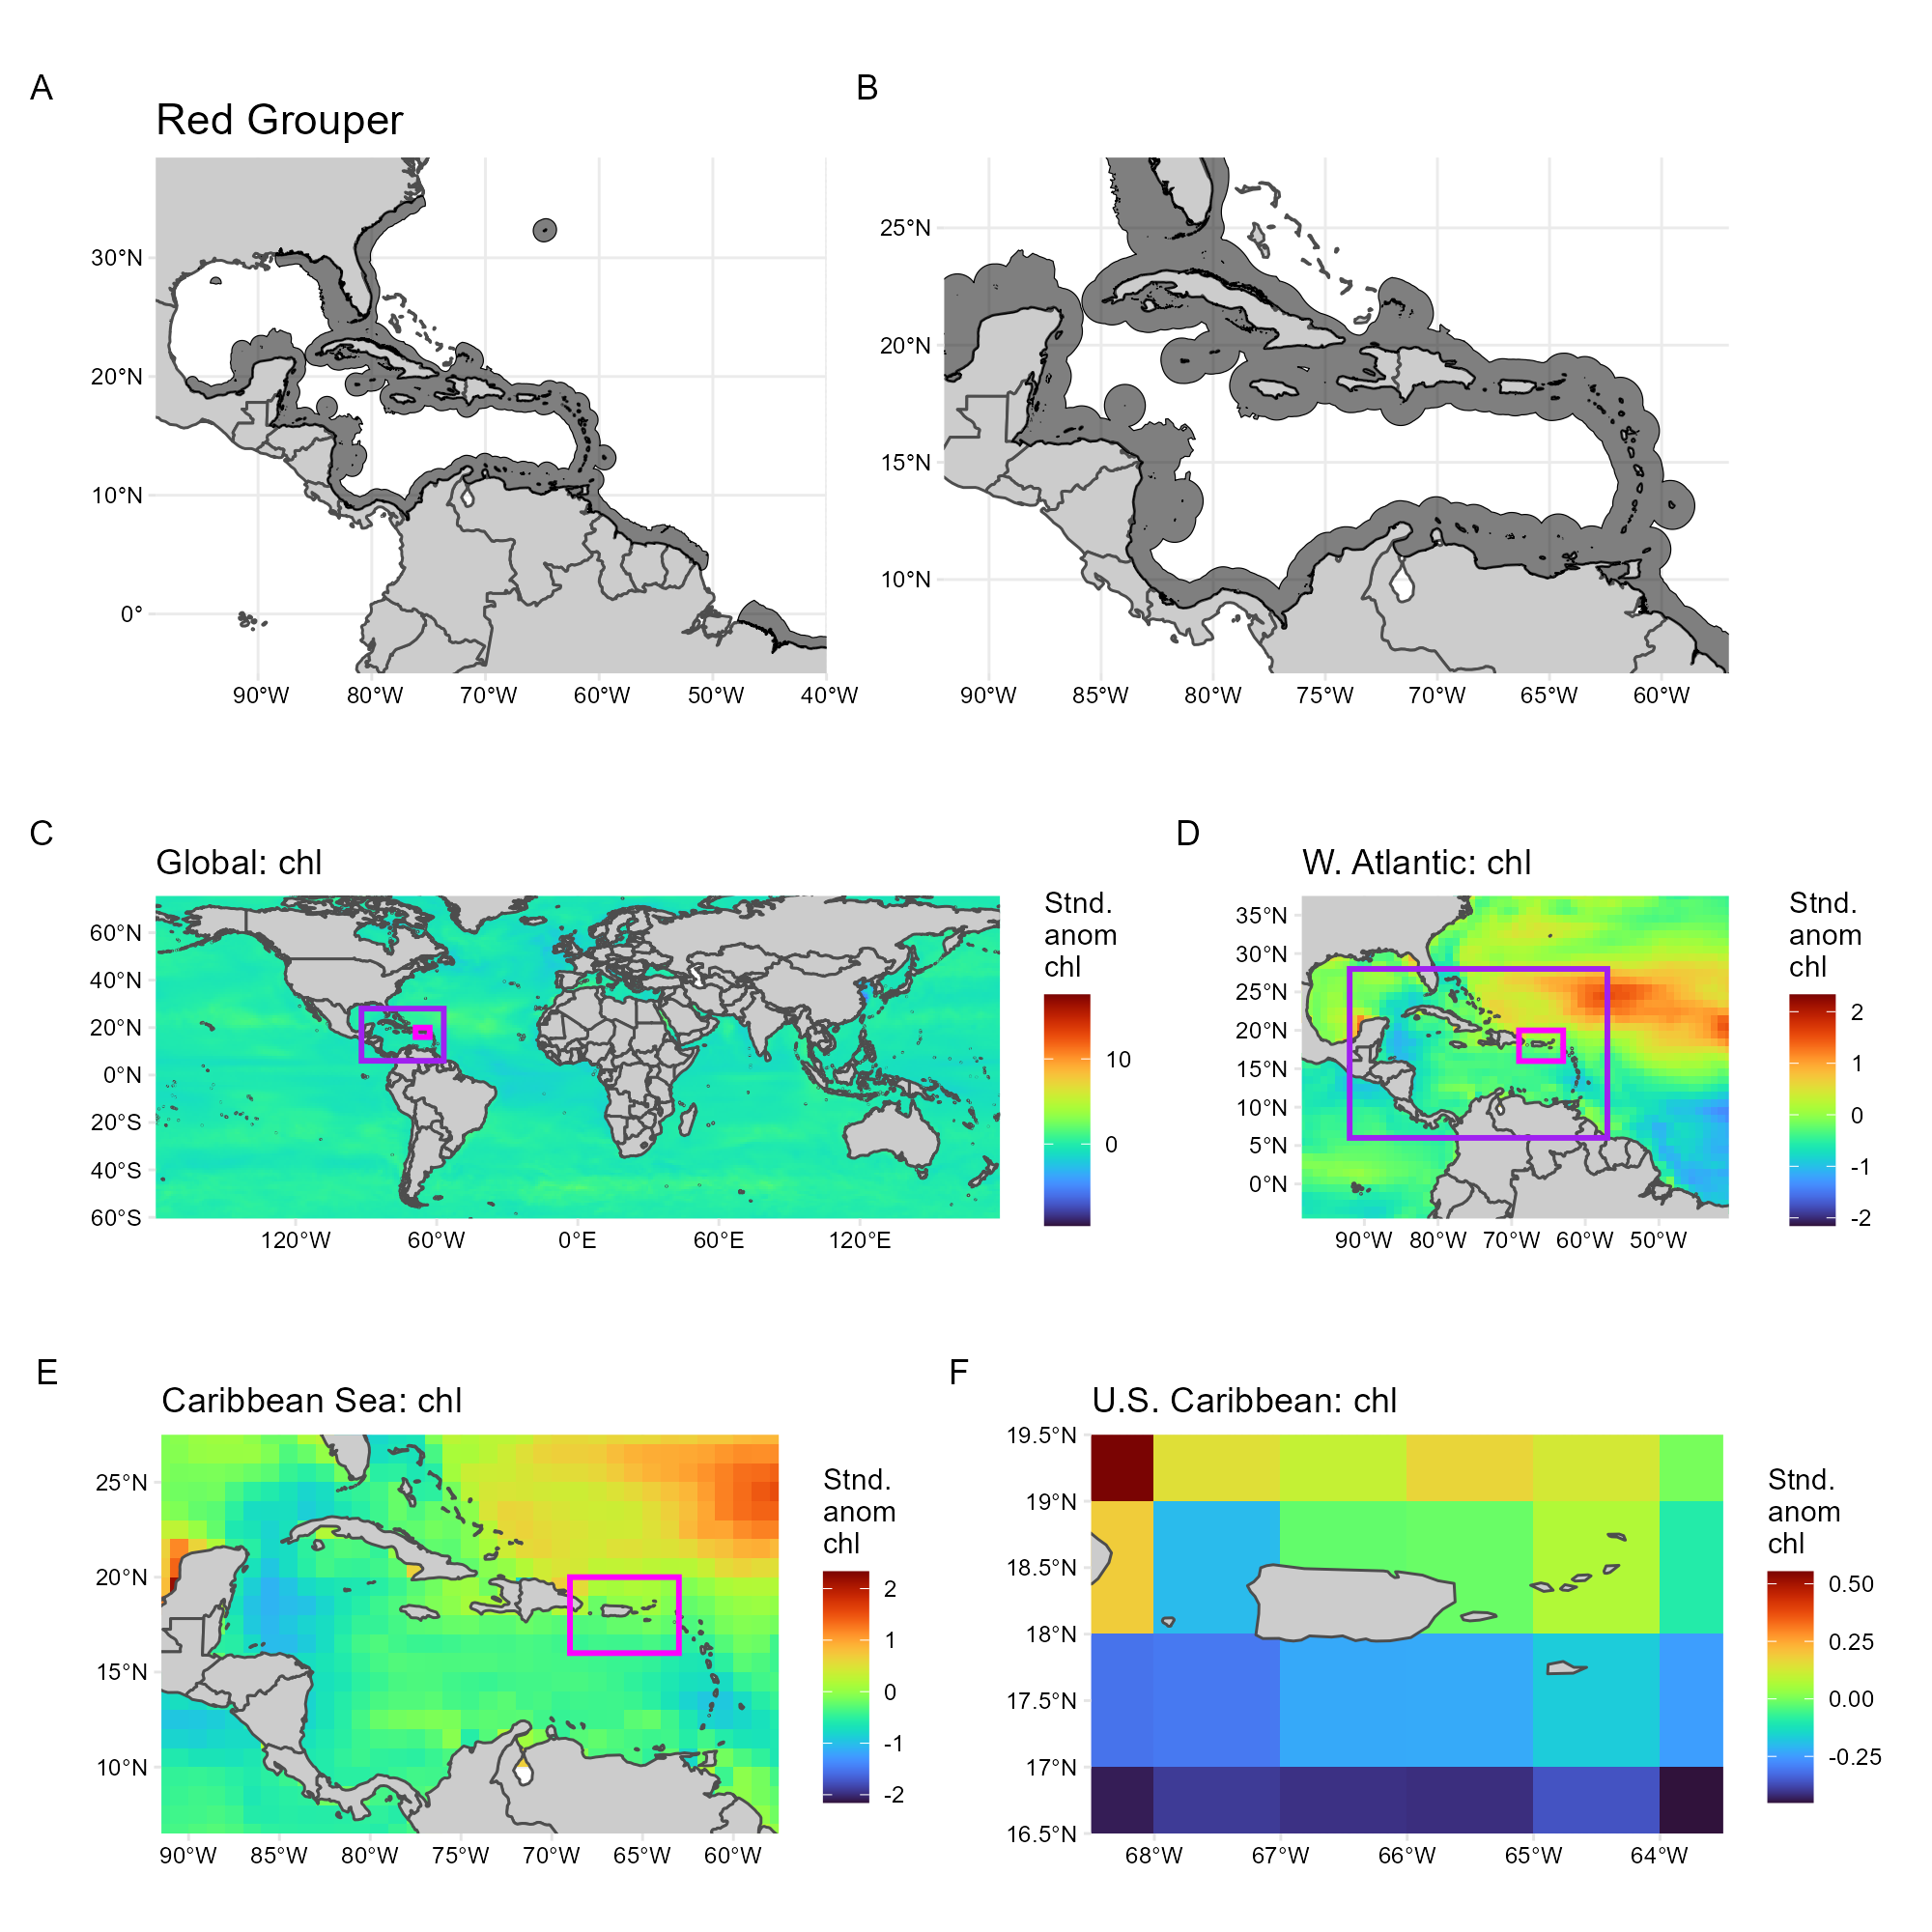 A
B
Red Grouper
30°N
20°N
10°N
0°
90°W 80°W 70°W 60°W 50°W 40°W
25°N
20°N
15°N
10°N
90°W 85°W 80°W 75°W 70°W 65°W 60°W
C
Global: chl
60°N
40°N
20°N
0°N
20°S
40°S
60°S
120°W 60°W 0°E 60°E 120°E
Stnd.
anom
chl
10
0
D
W. Atlantic: chl
35°N
30°N
25°N
20°N
15°N
10°N
5°N
0°N
90°W 80°W 70°W 60°W 50°W
Stnd.
anom
chl
2
1
0
-1
-2
E
Caribbean Sea: chl
25°N
20°N
15°N
10°N
90°W 85°W 80°W 75°W 70°W 65°W 60°W
Stnd.
anom
chl
2
1
0
-1
-2
F
U.S. Caribbean: chl
19.5°N
19°N
18.5°N
18°N
17.5°N
17°N
16.5°N
68°W 67°W 66°W 65°W 64°W
Stnd.
anom
chl
0.50
0.25
0.00
-0.25